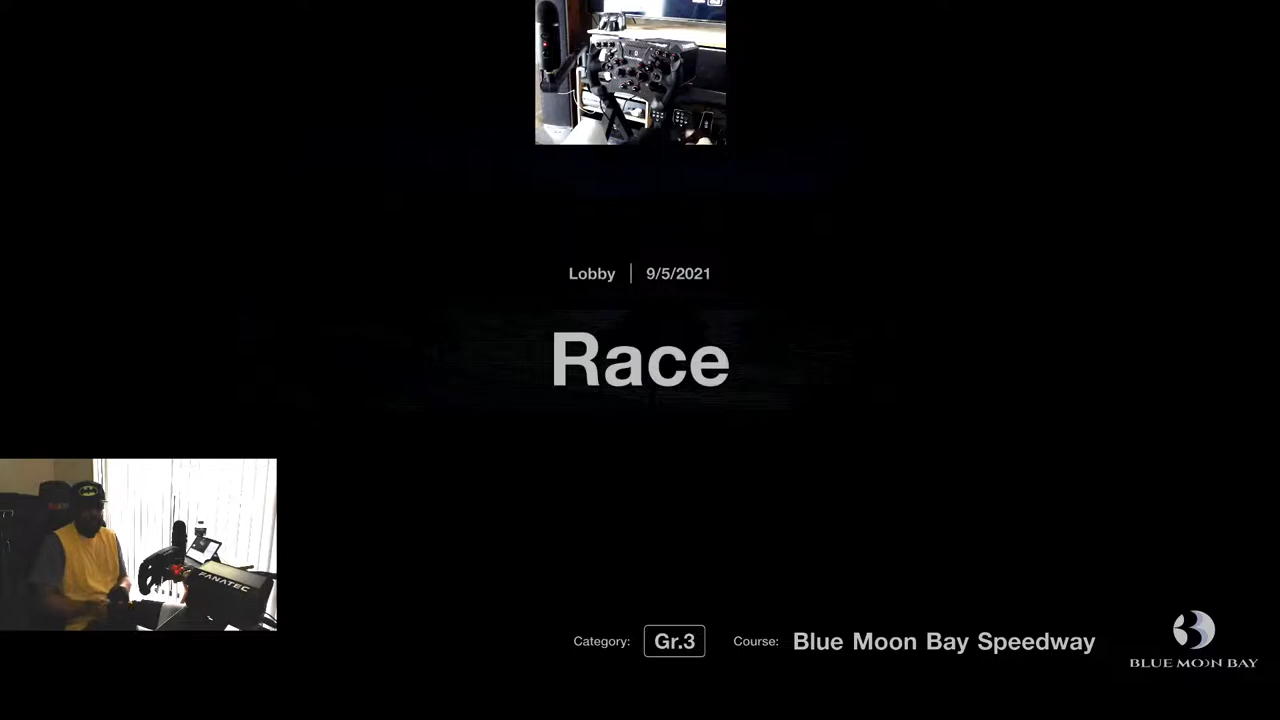 Lobby | 9/5/2021
Race
FANATEC
Category: Gr.3 Course: Blue Moon Bay Speedway
BLUE MOON BAY